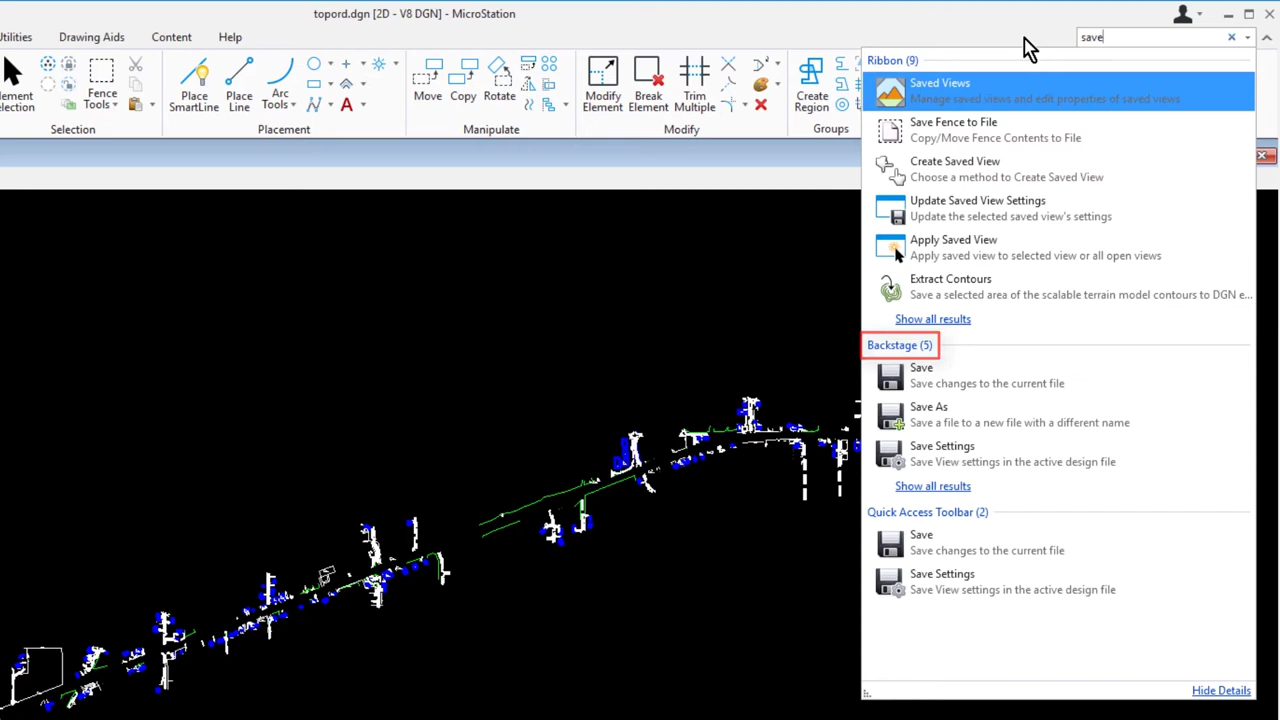 topord.dgn [2D - V8 DGN] - MicroStation
Utilities Drawing Aids Content Help
save
Element Selection
Fence Tools
Place SmartLine
Place Line
Arc Tools
A
Move
Copy
Rotate
Modify Element
Break Element
Trim Multiple
Create Region
Selection
Placement
Manipulate
Modify
Groups
Ribbon (9)
Saved Views
Manage saved views and edit properties of saved views
Save Fence to File
Copy/Move Fence Contents to File
Create Saved View
Choose a method to Create Saved View
Update Saved View Settings
Update the selected saved view's settings
Apply Saved View
Apply saved view to selected view or all open views
Extract Contours
Save a selected area of the scalable terrain model contours to DGN e...
Show all results
Backstage (5)
Save
Save changes to the current file
Save As
Save a file to a new file with a different name
Save Settings
Save View settings in the active design file
Show all results
Quick Access Toolbar (2)
Save
Save changes to the current file
Save Settings
Save View settings in the active design file
Hide Details